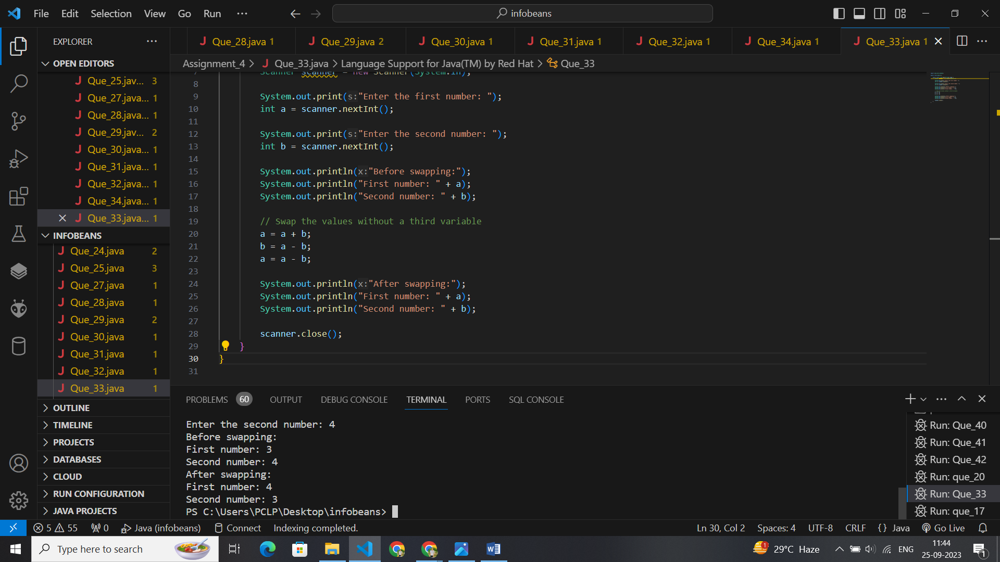 File Edit Selection View Go Run ··· infobeans
EXPLORER ···
OPEN EDITORS
Que_25.jav... 3
Que_27.java... 1
Que_28.java... 1
Que_29.jav... 2
Que_30.java... 1
Que_31.java... 1
Que_32.java... 1
Que_34.java... 1
Que_33.java... 1
INFOBEANS
Que_24.java 2
Que_25.java 3
Que_27.java 1
Que_28.java 1
Que_29.java 2
Que_30.java 1
Que_31.java 1
Que_32.java 1
Que_33.java 1
OUTLINE
TIMELINE
PROJECTS
DATABASES
CLOUD
RUN CONFIGURATION
JAVA PROJECTS
Que_28.java 1 Que_29.java 2 Que_30.java 1 Que_31.java 1 Que_32.java 1 Que_34.java 1 Que_33.java 1
Assignment_4 > Que_33.java > Language Support for Java(TM) by Red Hat > Que_33
7 Scanner scanner = new Scanner(System.in);
8
9 System.out.print(s:"Enter the first number: ");
10 int a = scanner.nextInt();
11
12 System.out.print(s:"Enter the second number: ");
13 int b = scanner.nextInt();
14
15 System.out.println(x:"Before swapping:");
16 System.out.println("First number: " + a);
17 System.out.println("Second number: " + b);
18
19 // Swap the values without a third variable
20 a = a + b;
21 b = a - b;
22 a = a - b;
23
24 System.out.println(x:"After swapping:");
25 System.out.println("First number: " + a);
26 System.out.println("Second number: " + b);
27
28 scanner.close();
29 }
30 }
31
PROBLEMS 60 OUTPUT DEBUG CONSOLE TERMINAL PORTS SQL CONSOLE
Enter the second number: 4
Before swapping:
First number: 3
Second number: 4
After swapping:
First number: 4
Second number: 3
PS C:\Users\PCLP\Desktop\infobeans>
Run: Que_40
Run: Que_41
Run: Que_42
Run: que_20
Run: Que_33
Run: que_17
5 55 0 Java (infobeans) Connect Indexing completed. Ln 30, Col 2 Spaces: 4 UTF-8 CRLF {} Java Go Live
Type here to search 1 29°C Haze ENG 11:44
25-09-2023 1